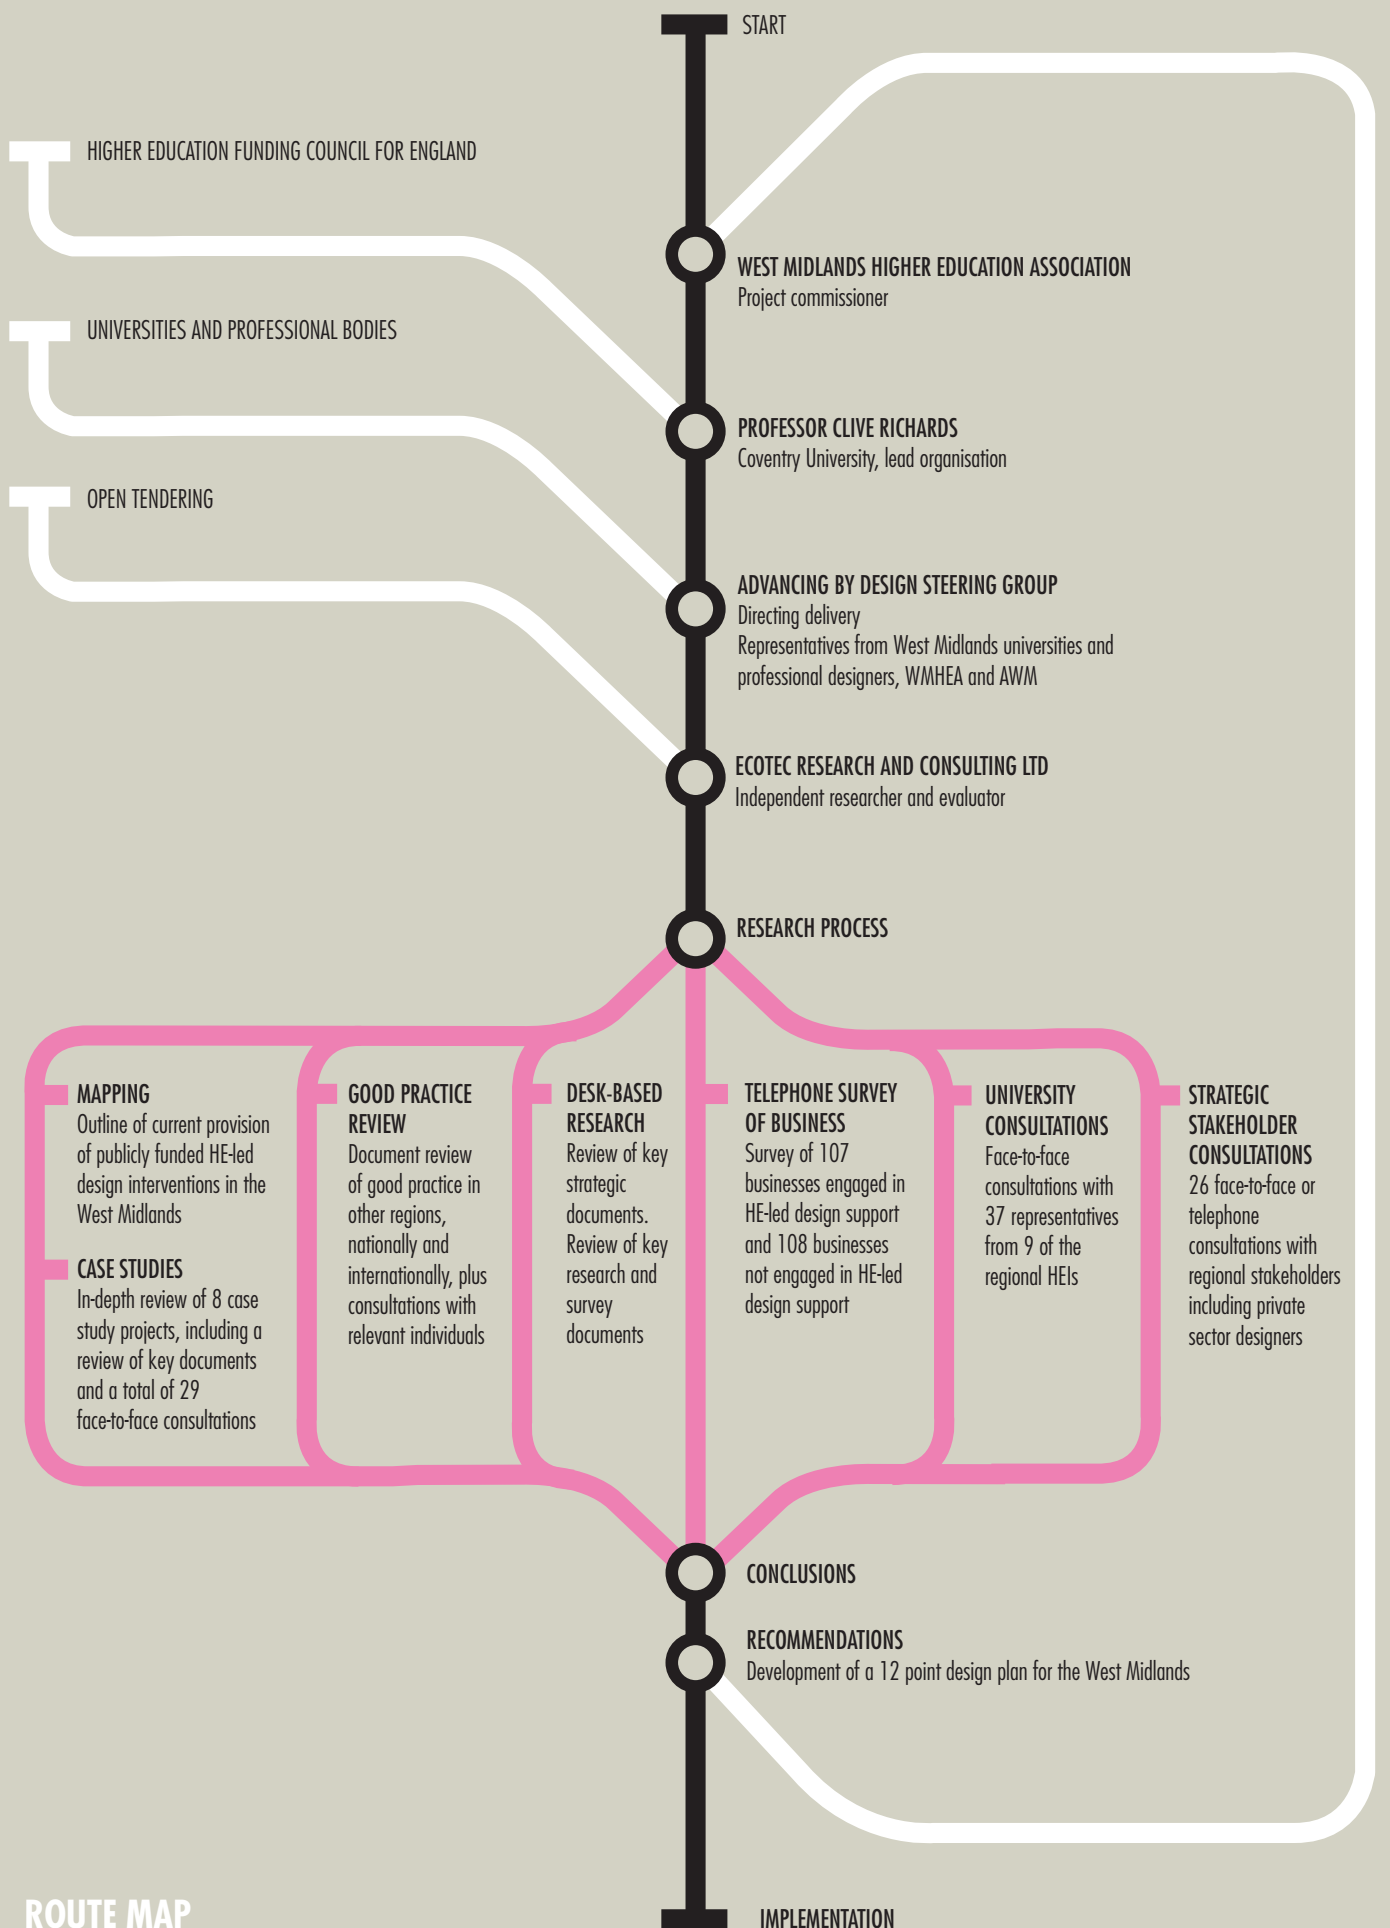 START
HIGHER EDUCATION FUNDING COUNCIL FOR ENGLAND
WEST MIDLANDS HIGHER EDUCATION ASSOCIATION
Project commissioner
UNIVERSITIES AND PROFESSIONAL BODIES
PROFESSOR CLIVE RICHARDS
Coventry University, lead organisation
OPEN TENDERING
ADVANCING BY DESIGN STEERING GROUP
Directing delivery
Representatives from West Midlands universities and
professional designers, WMHEA and AWM
ECOTEC RESEARCH AND CONSULTING LTD
Independent researcher and evaluator
RESEARCH PROCESS
MAPPING
Outline of current provision
of publicly funded HE-led
design interventions in the
West Midlands
CASE STUDIES
In-depth review of 8 case
study projects, including a
review of key documents
and a total of 29
face-to-face consultations
GOOD PRACTICE
REVIEW
Document review
of good practice in
other regions,
nationally and
internationally, plus
consultations with
relevant individuals
DESK-BASED
RESEARCH
Review of key
strategic
documents.
Review of key
research and
survey
documents
TELEPHONE SURVEY
OF BUSINESS
Survey of 107
businesses engaged in
HE-led design support
and 108 businesses
not engaged in HE-led
design support
UNIVERSITY
CONSULTATIONS
Face-to-face
consultations with
37 representatives
from 9 of the
regional HEIs
STRATEGIC
STAKEHOLDER
CONSULTATIONS
26 face-to-face or
telephone
consultations with
regional stakeholders
including private
sector designers
CONCLUSIONS
RECOMMENDATIONS
Development of a 12 point design plan for the West Midlands
ROUTE MAP
IMPLEMENTATION